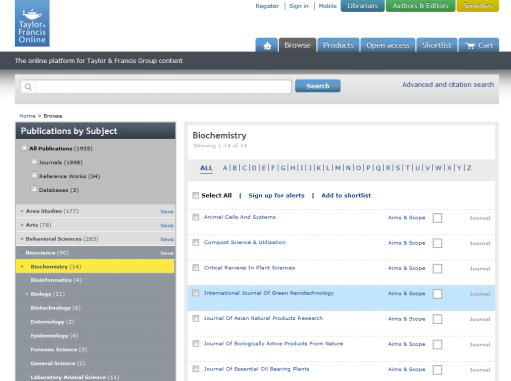 Register | Sign in | Mobile Librarians Authors & Editors Societies
Taylor & Francis Online
Browse Products Open access Shortlist Cart
The online platform for Taylor & Francis Group content
Search Advanced and citation search
Home > Browse
Publications by Subject
All Publications (1935)
Journals (1898)
Reference Works (34)
Databases (3)
Area Studies (177) News
Arts (78) News
Behavioral Sciences (263) News
Bioscience (90) News
Biochemistry (14)
Bioinformatics (4)
Biology (21)
Biotechnology (8)
Entomology (2)
Epidemiology (4)
Forensic Science (3)
General Science (2)
Laboratory Animal Science (11)
Biochemistry
Showing 1-14 of 14
ALL A|B|C|D|E|F|G|H|I|J|K|L|M|N|O|P|Q|R|S|T|U|V|W|X|Y|Z
Select All | Sign up for alerts | Add to shortlist
Animal Cells And Systems Aims & Scope Journal
Compost Science & Utilization Aims & Scope Journal
Critical Reviews In Plant Sciences Aims & Scope Journal
International Journal Of Green Nanotechnology Aims & Scope Journal
Journal Of Asian Natural Products Research Aims & Scope Journal
Journal Of Biologically Active Products From Nature Aims & Scope Journal
Journal Of Essential Oil Bearing Plants Aims & Scope Journal